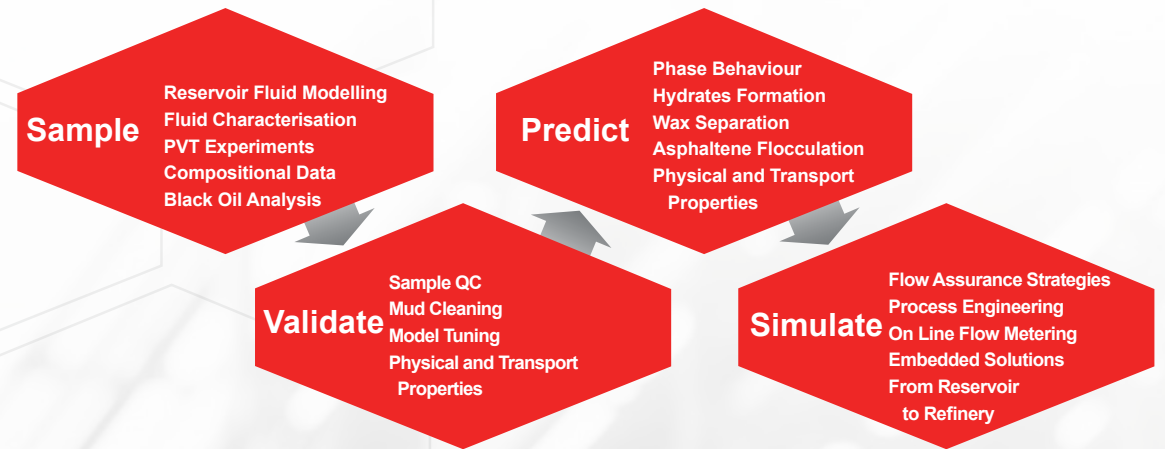 Sample
Reservoir Fluid Modelling
Fluid Characterisation
PVT Experiments
Compositional Data
Black Oil Analysis
Validate
Sample QC
Mud Cleaning
Model Tuning
Physical and Transport
Properties
Predict
Phase Behaviour
Hydrates Formation
Wax Separation
Asphaltene Flocculation
Physical and Transport
Properties
Simulate
Flow Assurance Strategies
Process Engineering
On Line Flow Metering
Embedded Solutions
From Reservoir
to Refinery